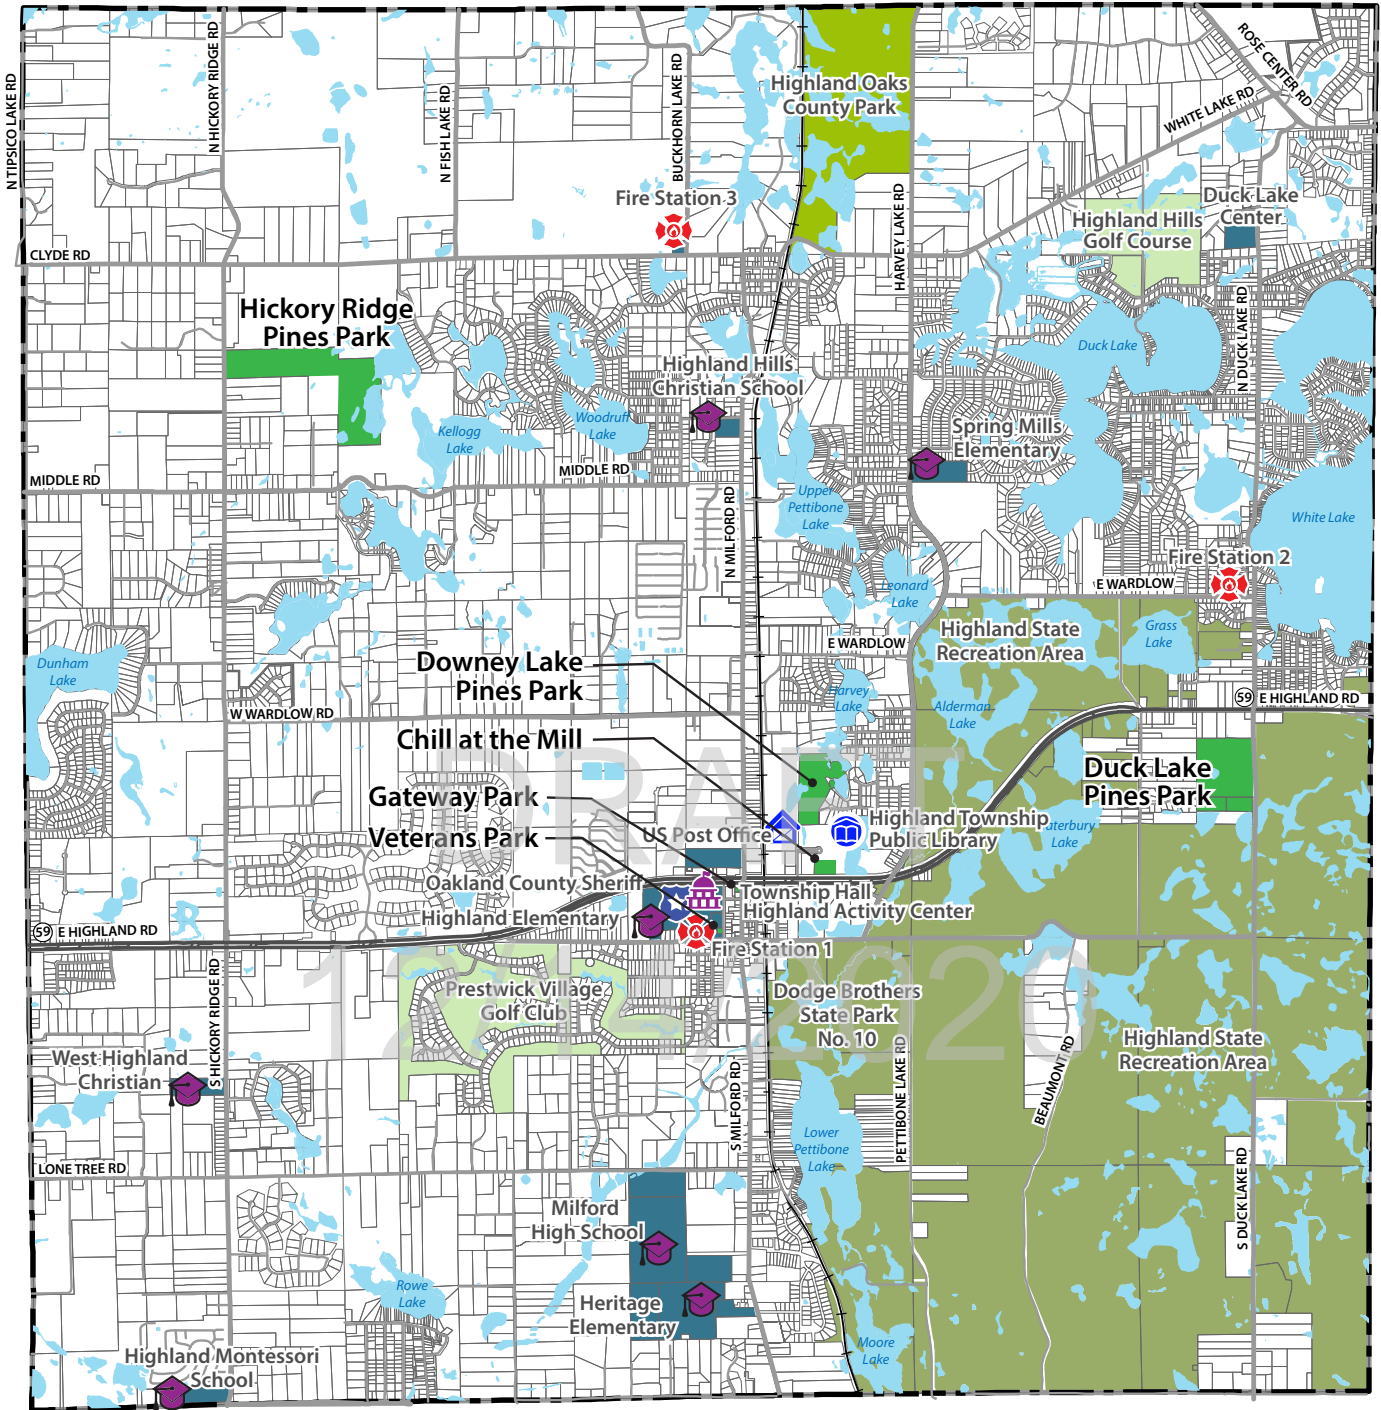 ROSE CENTER RD
N HICKORY RIDGE RD
N TIPSICO LAKE RD
N FISH LAKE RD
BUCKHORN LAKE RD
Highland Oaks
County Park
WHITE LAKE RD
Fire Station 3
HARVEY LAKE RD
Duck Lake
Center
Highland Hills
Golf Course
CLYDE RD
Hickory Ridge
Pines Park
N DUCK LAKE RD
Duck Lake
Highland Hills
Christian School
Woodruff
Lake
Kellogg
Lake
Spring Mills
Elementary
MIDDLE RD
MIDDLE RD
Upper
Pettibone
Lake
N MILFORD RD
White Lake
Fire Station 2
E WARDLOW
Leonard
Lake
Highland State
Recreation Area
Grass
Lake
E WARDLOW
Dunham
Lake
Downey Lake
Pines Park
Harvey
Lake
59
E HIGHLAND RD
W WARDLOW RD
Alderman
Lake
Chill at the Mill
DRAFT
Duck Lake
Pines Park
Gateway Park
Veterans Park
US Post Office
Highland Township
Public Library
aterbury
Lake
Oakland County Sheriff
Township Hall
Highland Activity Center
Highland Elementary
59
E HIGHLAND RD
Fire Station 1
12/14/2020
Prestwick Village
Golf Club
Dodge Brothers
State Park
No. 10
Highland State
Recreation Area
S HICKORY RIDGE RD
West Highland
Christian
S MILFORD RD
PETTIBONE LAKE RD
BEAUMONT RD
Lower
Pettibone
Lake
LONE TREE RD
S DUCK LAKE RD
Milford
High School
Rowe
Lake
Heritage
Elementary
Moore
Lake
Highland Montessori
School